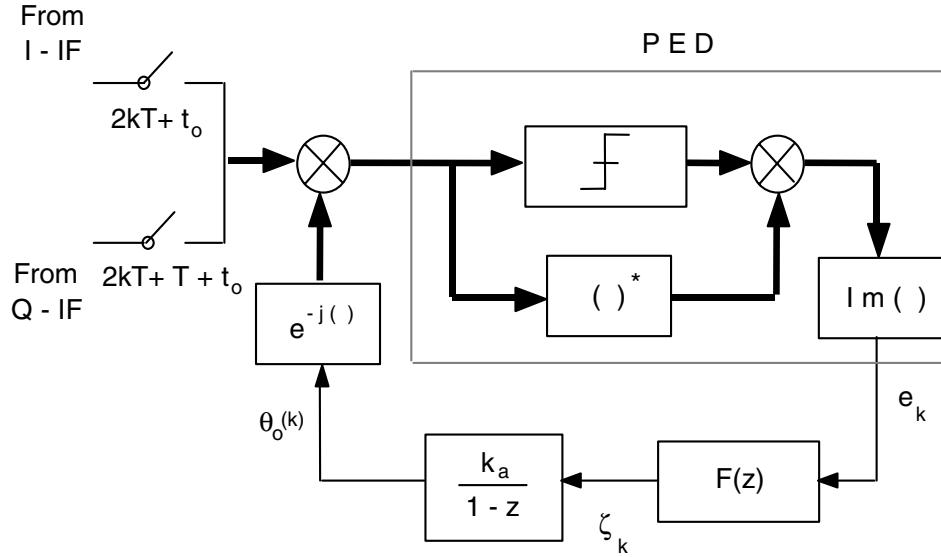 From
I - IF
2kT+ t_o
From
Q - IF
2kT+ T + t_o
P E D
( ) *
I m ( )
e^- j ( )
θ_o^(k)
k_a
1 - z
F(z)
ζ_k
e_k